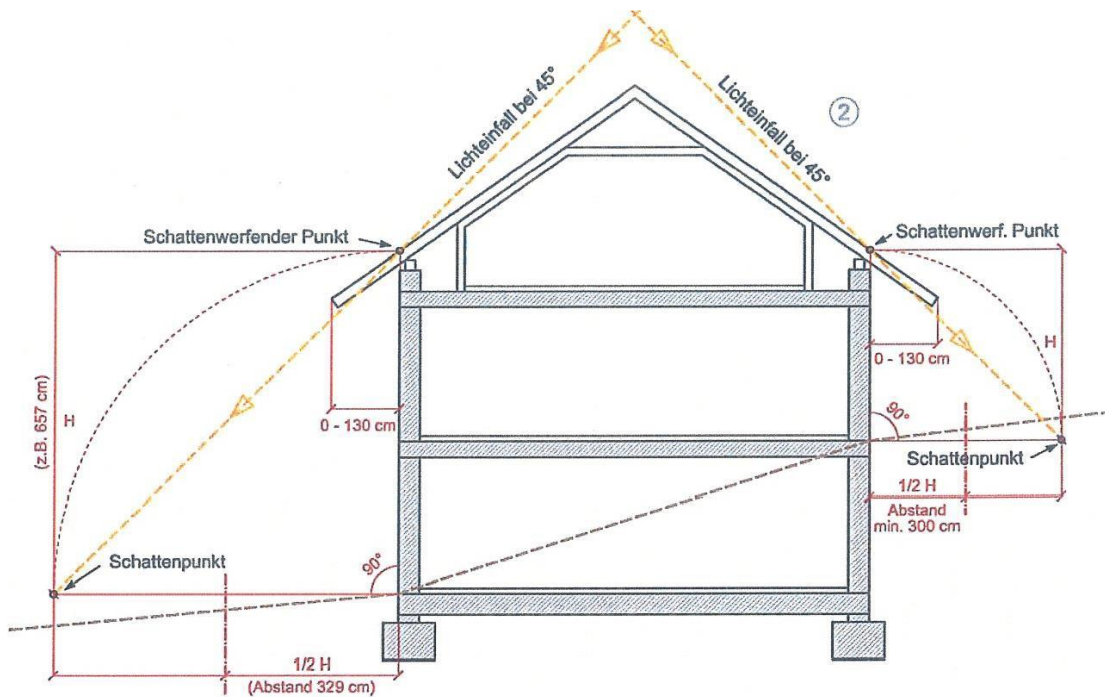 Lichteinfall bei 45°
Lichteinfall bei 45°
2
Schattenwerfender Punkt
Schattenwerf. Punkt
H
(z.B. 657 cm)
0 - 130 cm
0 - 130 cm
H
90°
90°
Schattenpunkt
Schattenpunkt
1/2 H
Abstand
min. 300 cm
1/2 H
(Abstand 329 cm)